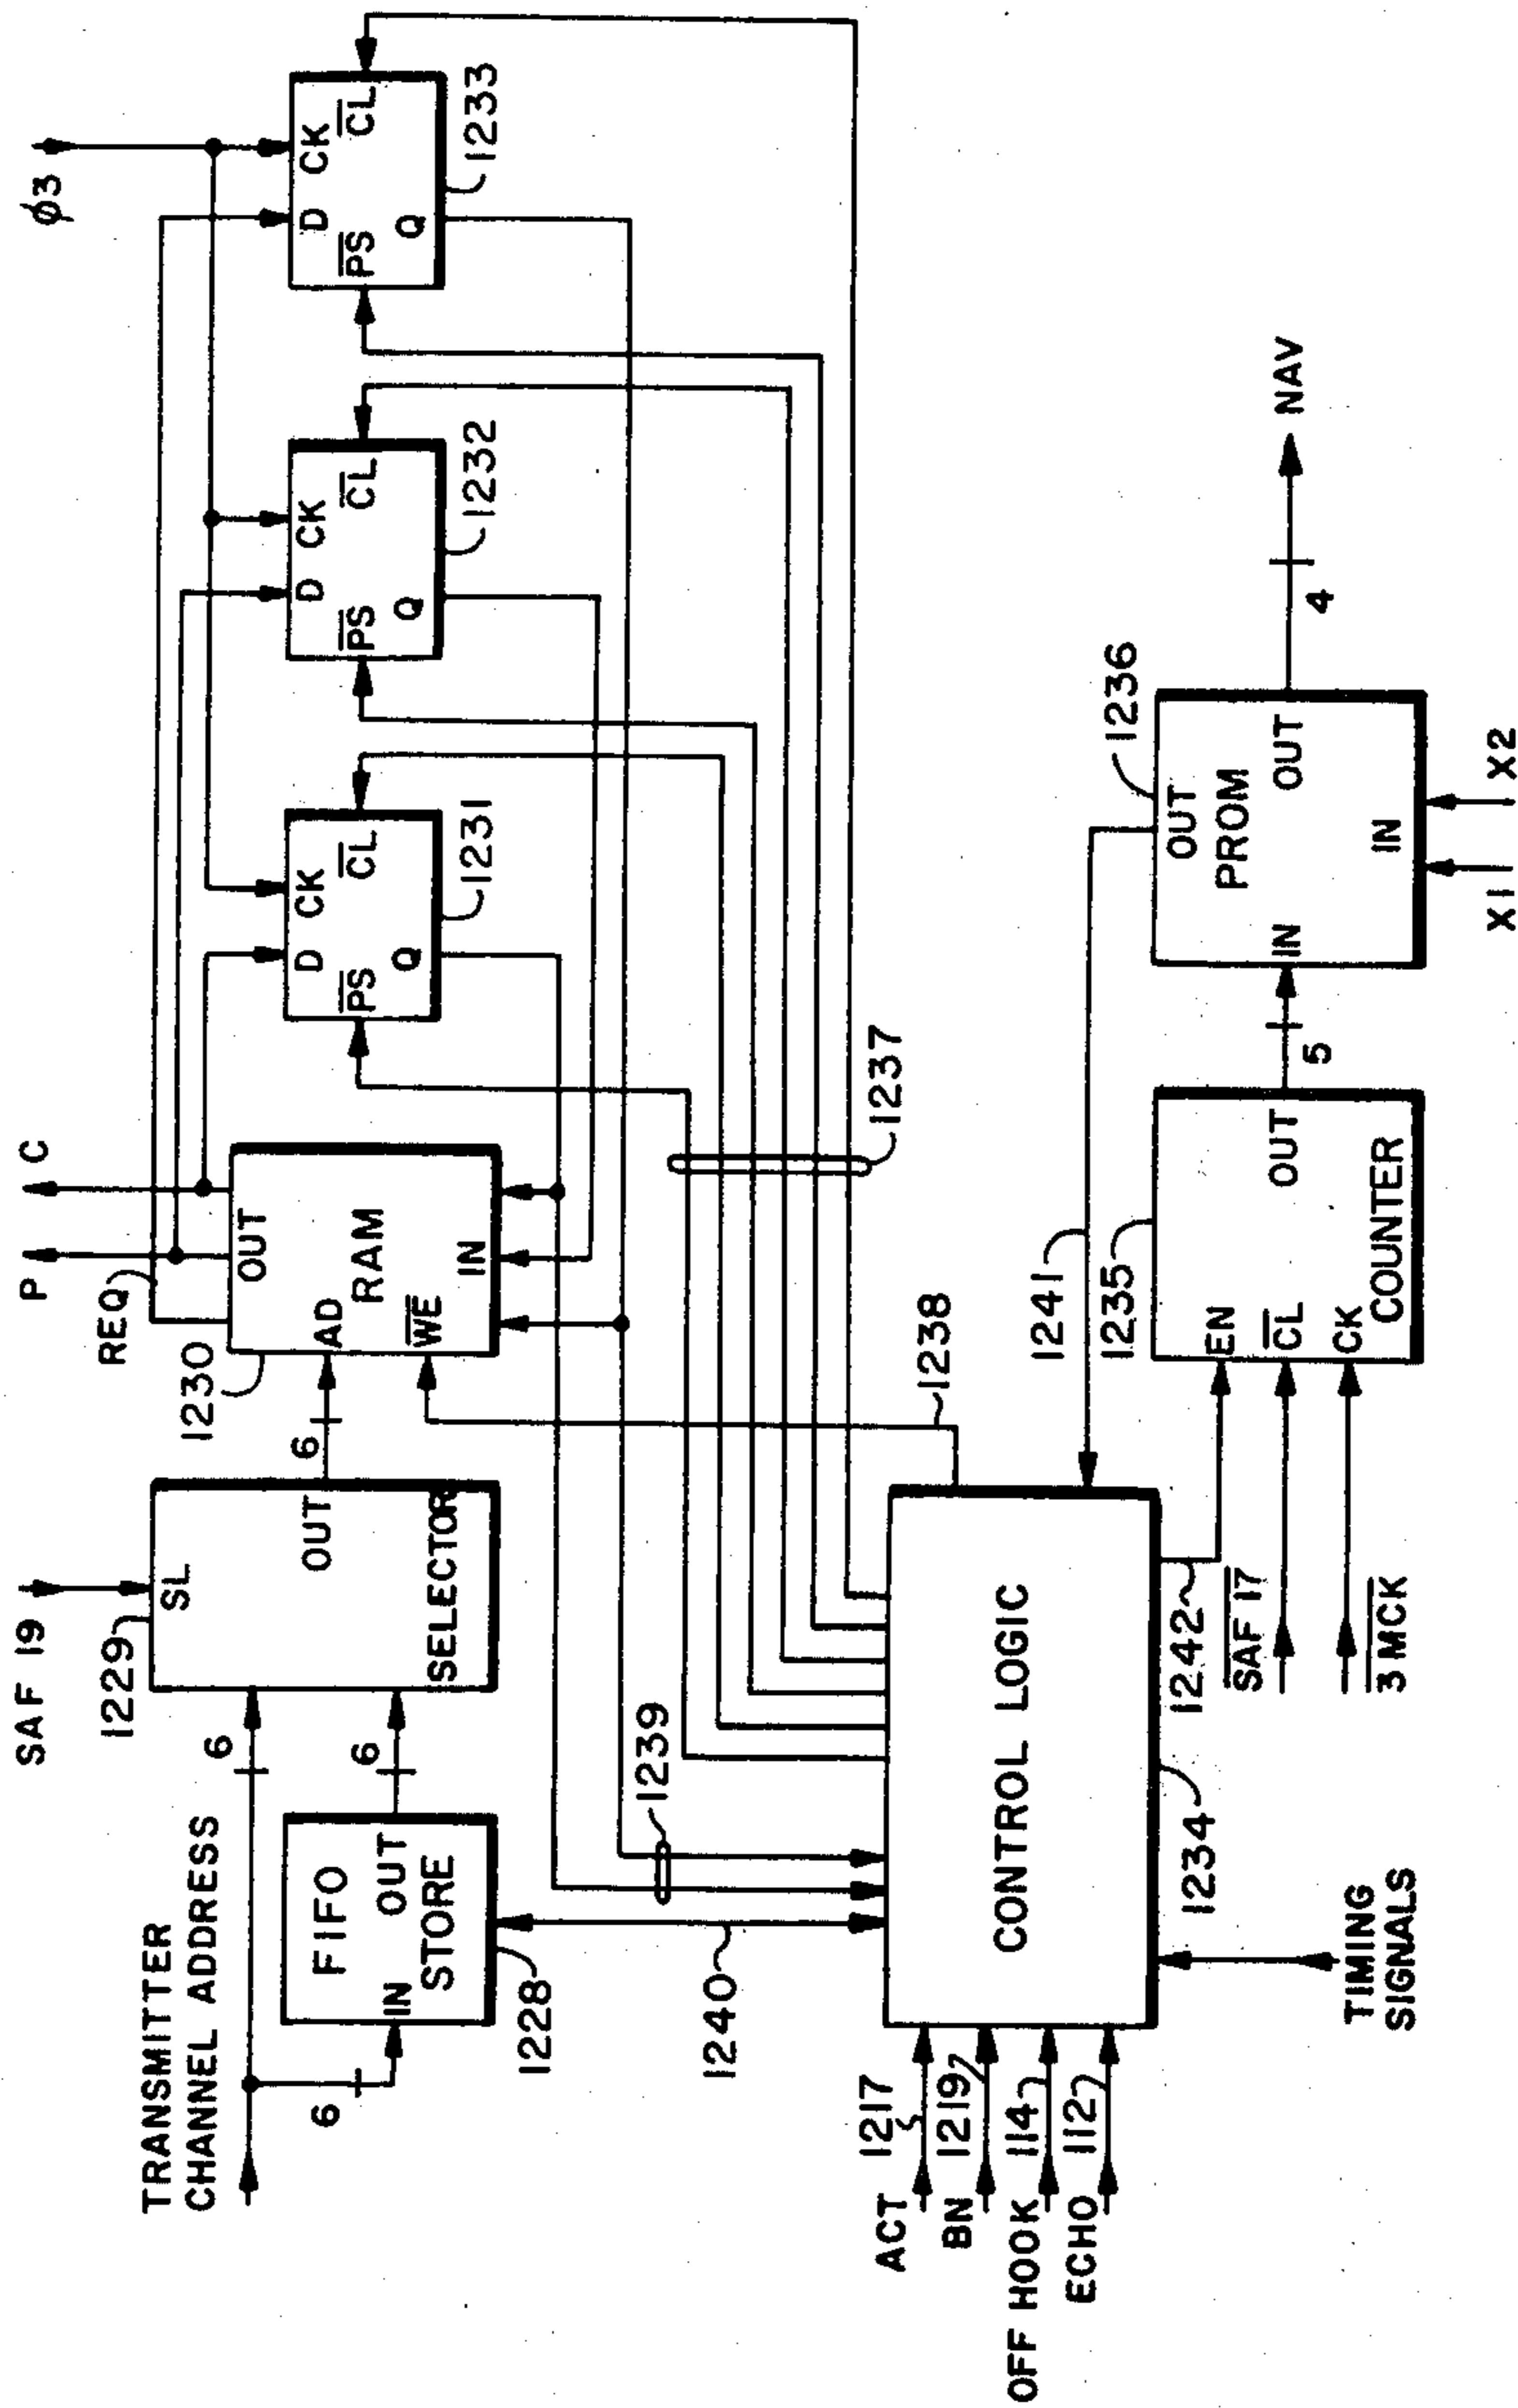 SAF 19
P
C
φ3
TRANSMITTER
CHANNEL ADDRESS
6
6
6
FIFO
IN
OUT
STORE
1228
1229
SL
OUT
SELECTOR
6
REQ
1230
OUT
AD
RAM
WE
IN
D
CK
PS
CL
Q
1231
D
CK
PS
CL
Q
1232
D
CK
PS
CL
Q
1233
1237
1238
1239
1240
ACT
1217
BN
1219
OFF HOOK
114
ECHO
112
CONTROL LOGIC
1234
TIMING
SIGNALS
1241
1242
SAF 17
3 MCK
1235
EN
CL
CK
OUT
COUNTER
5
1236
OUT
PROM
IN
OUT
IN
X1
X2
4
NAV